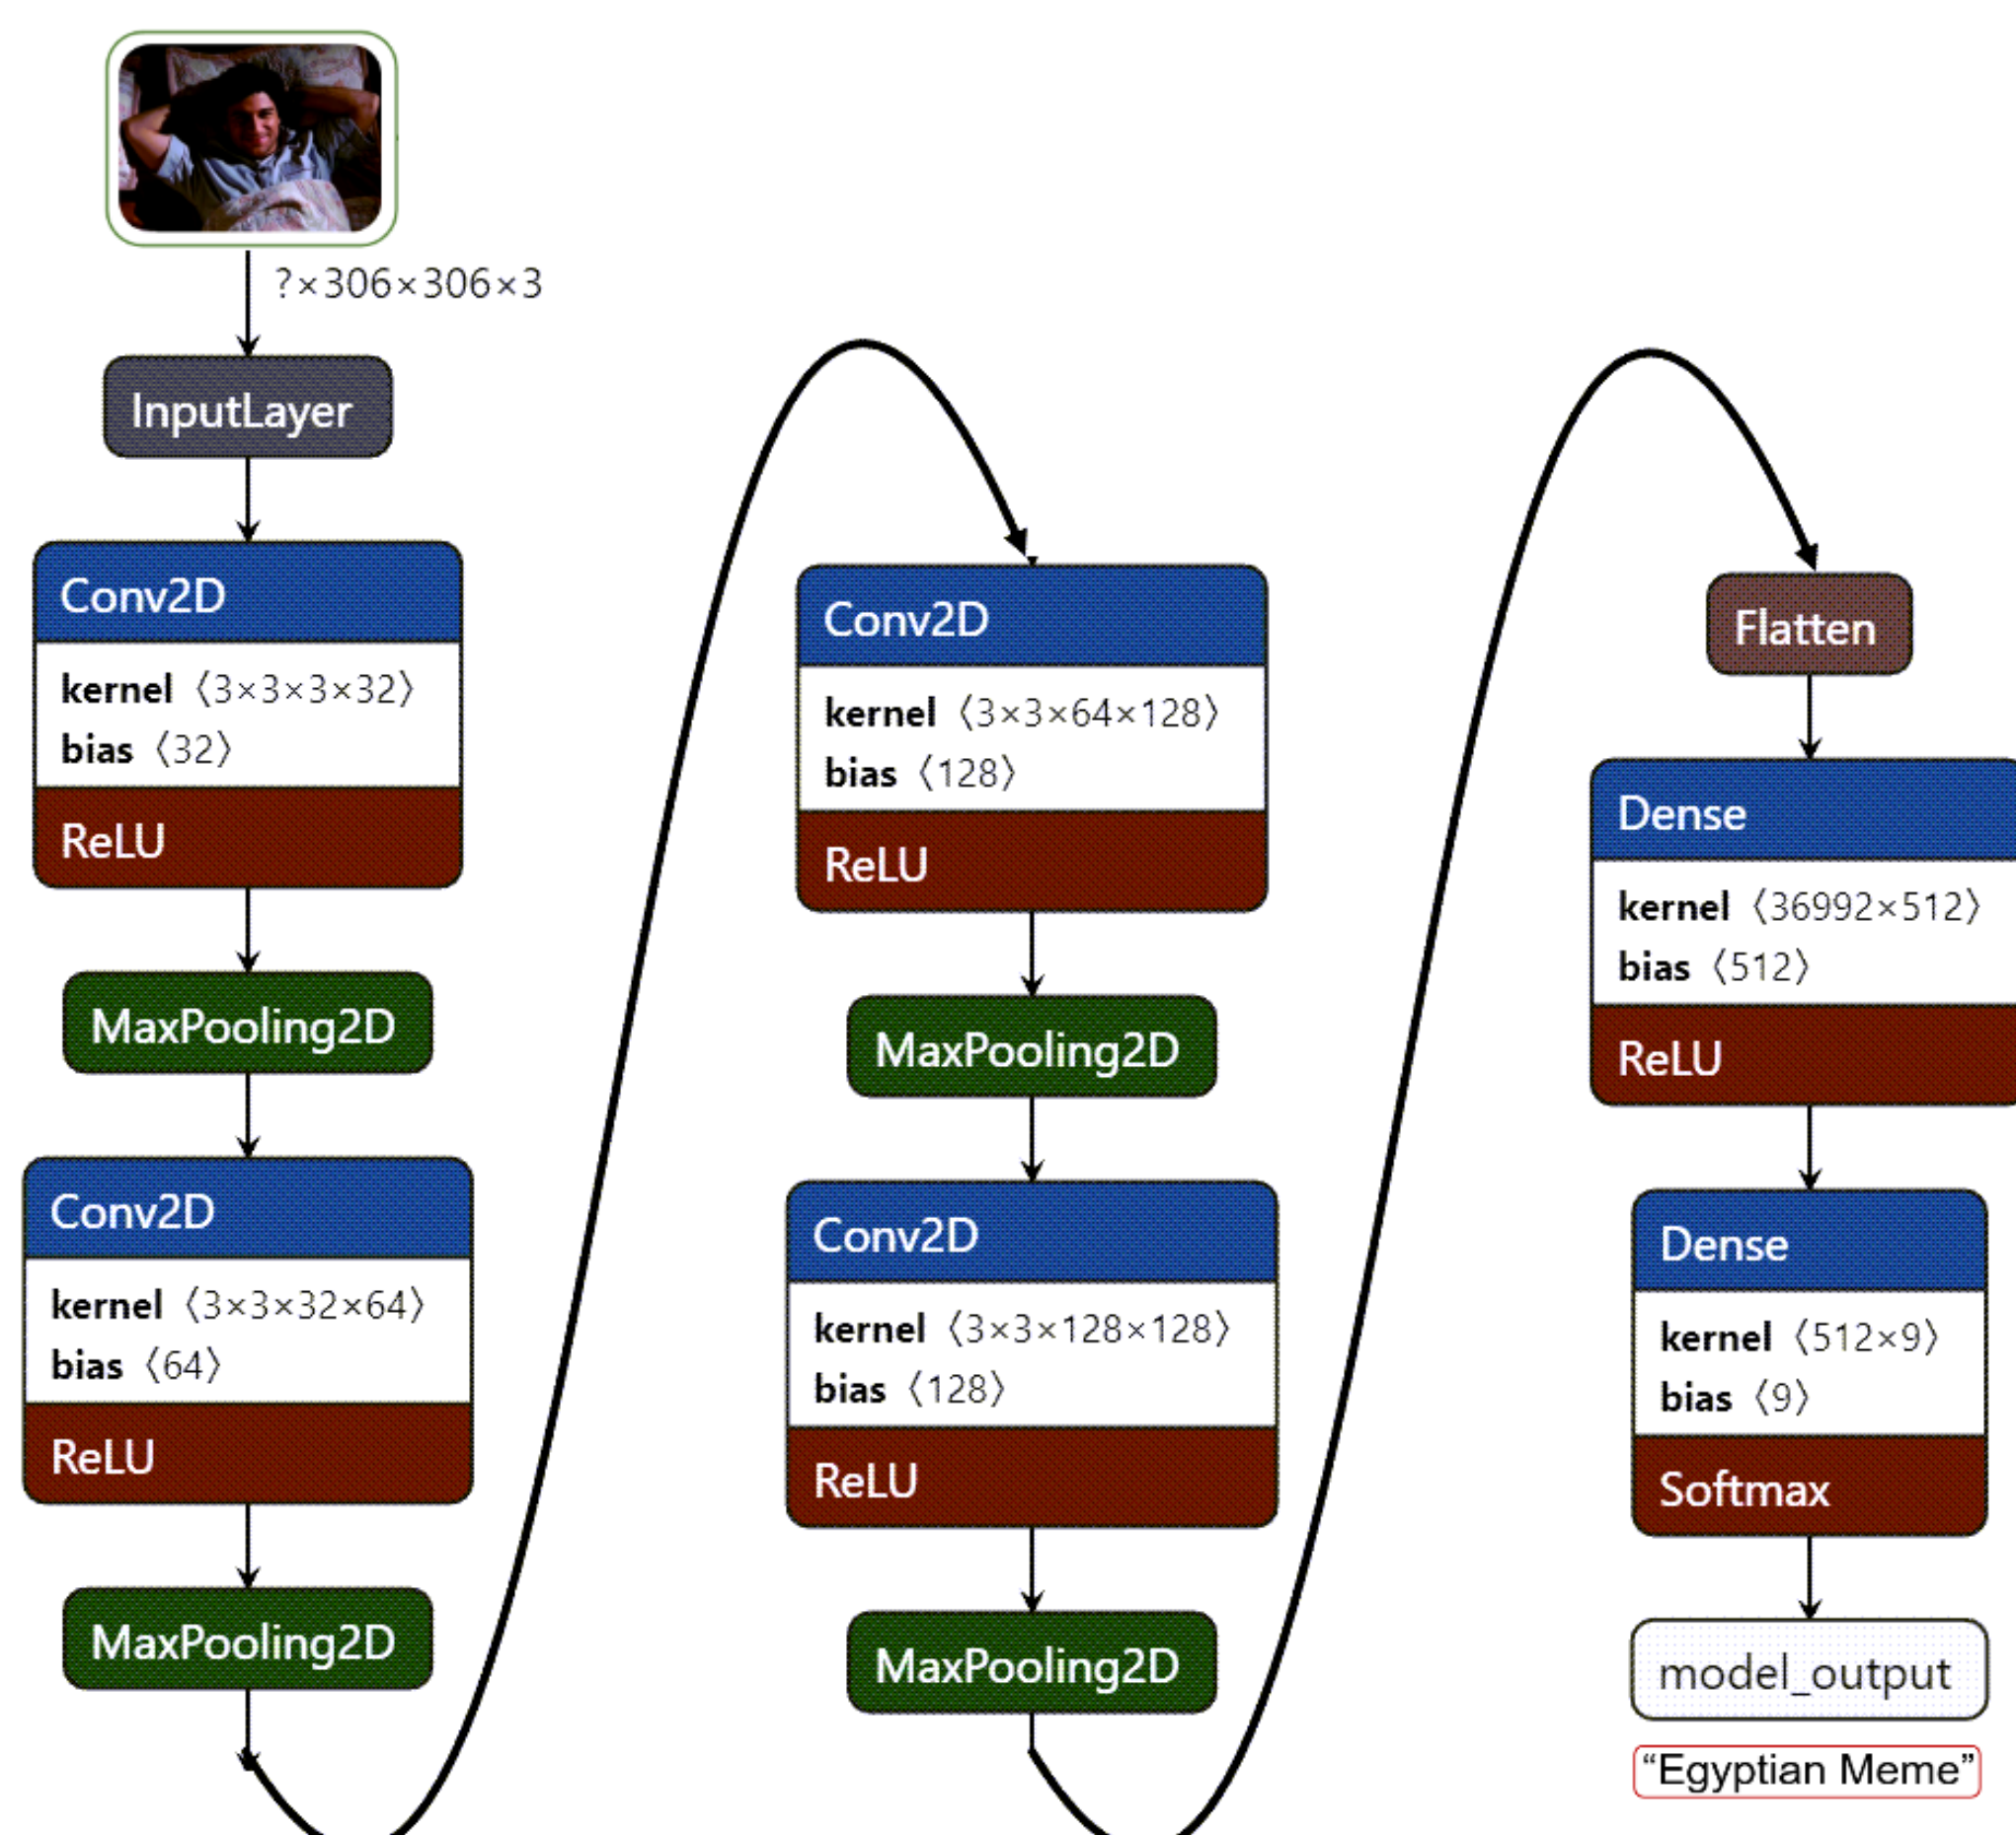 ?×306×306×3
InputLayer
Conv2D
kernel ⟨3×3×3×32⟩
bias ⟨32⟩
ReLU
MaxPooling2D
Conv2D
kernel ⟨3×3×32×64⟩
bias ⟨64⟩
ReLU
MaxPooling2D
Conv2D
kernel ⟨3×3×64×128⟩
bias ⟨128⟩
ReLU
MaxPooling2D
Conv2D
kernel ⟨3×3×128×128⟩
bias ⟨128⟩
ReLU
MaxPooling2D
Flatten
Dense
kernel ⟨36992×512⟩
bias ⟨512⟩
ReLU
Dense
kernel ⟨512×9⟩
bias ⟨9⟩
Softmax
model_output
“Egyptian Meme”